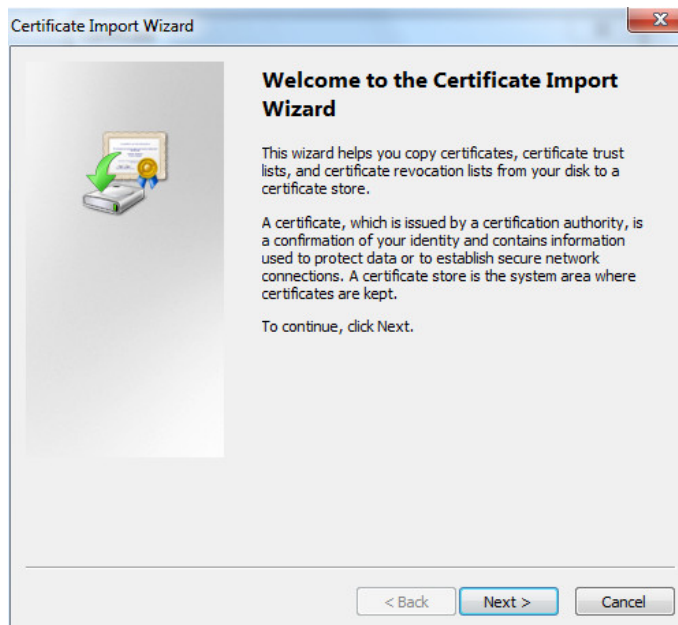 Certificate Import Wizard
Welcome to the Certificate Import
Wizard
This wizard helps you copy certificates, certificate trust
lists, and certificate revocation lists from your disk to a
certificate store.
A certificate, which is issued by a certification authority, is
a confirmation of your identity and contains information
used to protect data or to establish secure network
connections. A certificate store is the system area where
certificates are kept.
To continue, click Next.
< Back
Next >
Cancel